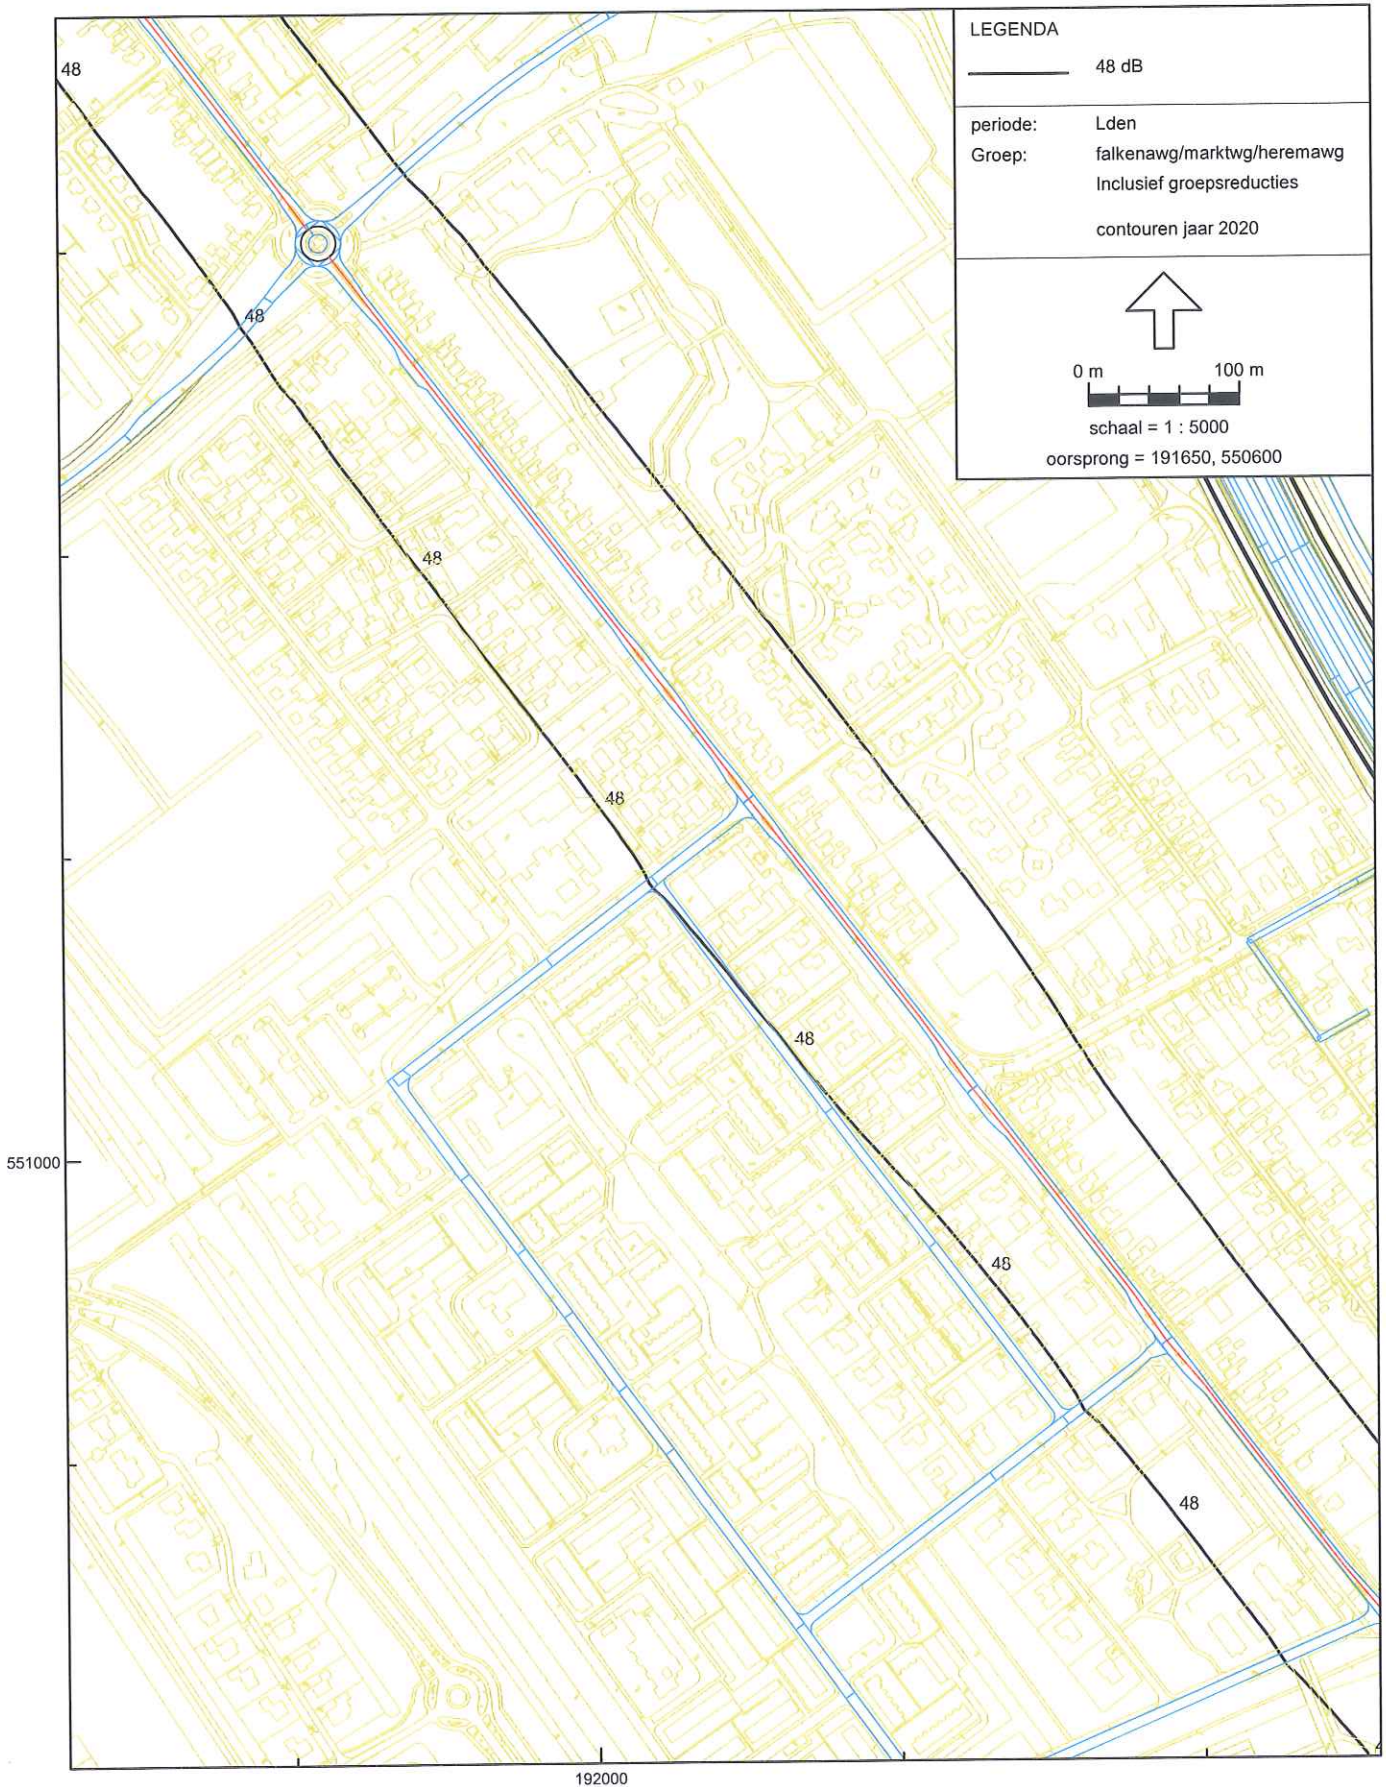 LEGENDA
48 dB
periode: Lden
Groep: falkenawg/marktwg/heremawg
Inclusief groepsreducties
contouren jaar 2020
0 m 100 m
schaal = 1 : 5000
oorsprong = 191650, 550600
48
48
48
48
48
48
48
551000
192000